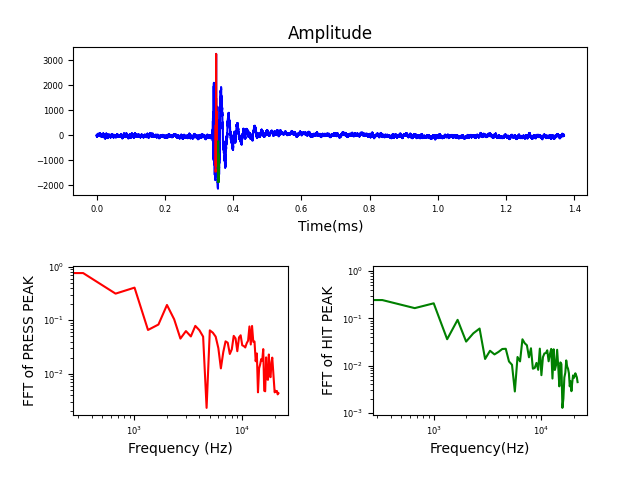 Amplitude
3000
2000
1000
0
−1000
−2000
0.0 0.2 0.4 0.6 0.8 1.0 1.2 1.4
Time(ms)
FFT of PRESS PEAK
10⁰
10⁻¹
10⁻²
10³ 10⁴
Frequency (Hz)
FFT of HIT PEAK
10⁰
10⁻¹
10⁻²
10⁻³
10³ 10⁴
Frequency(Hz)